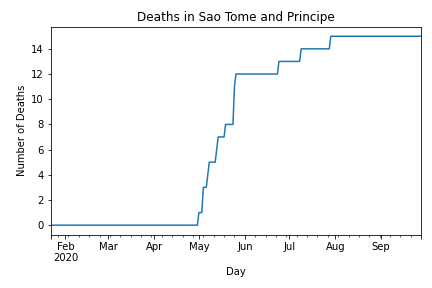 Deaths in Sao Tome and Principe
Number of Deaths
14
12
10
8
6
4
2
0
Feb Mar Apr May Jun Jul Aug Sep
2020
Day